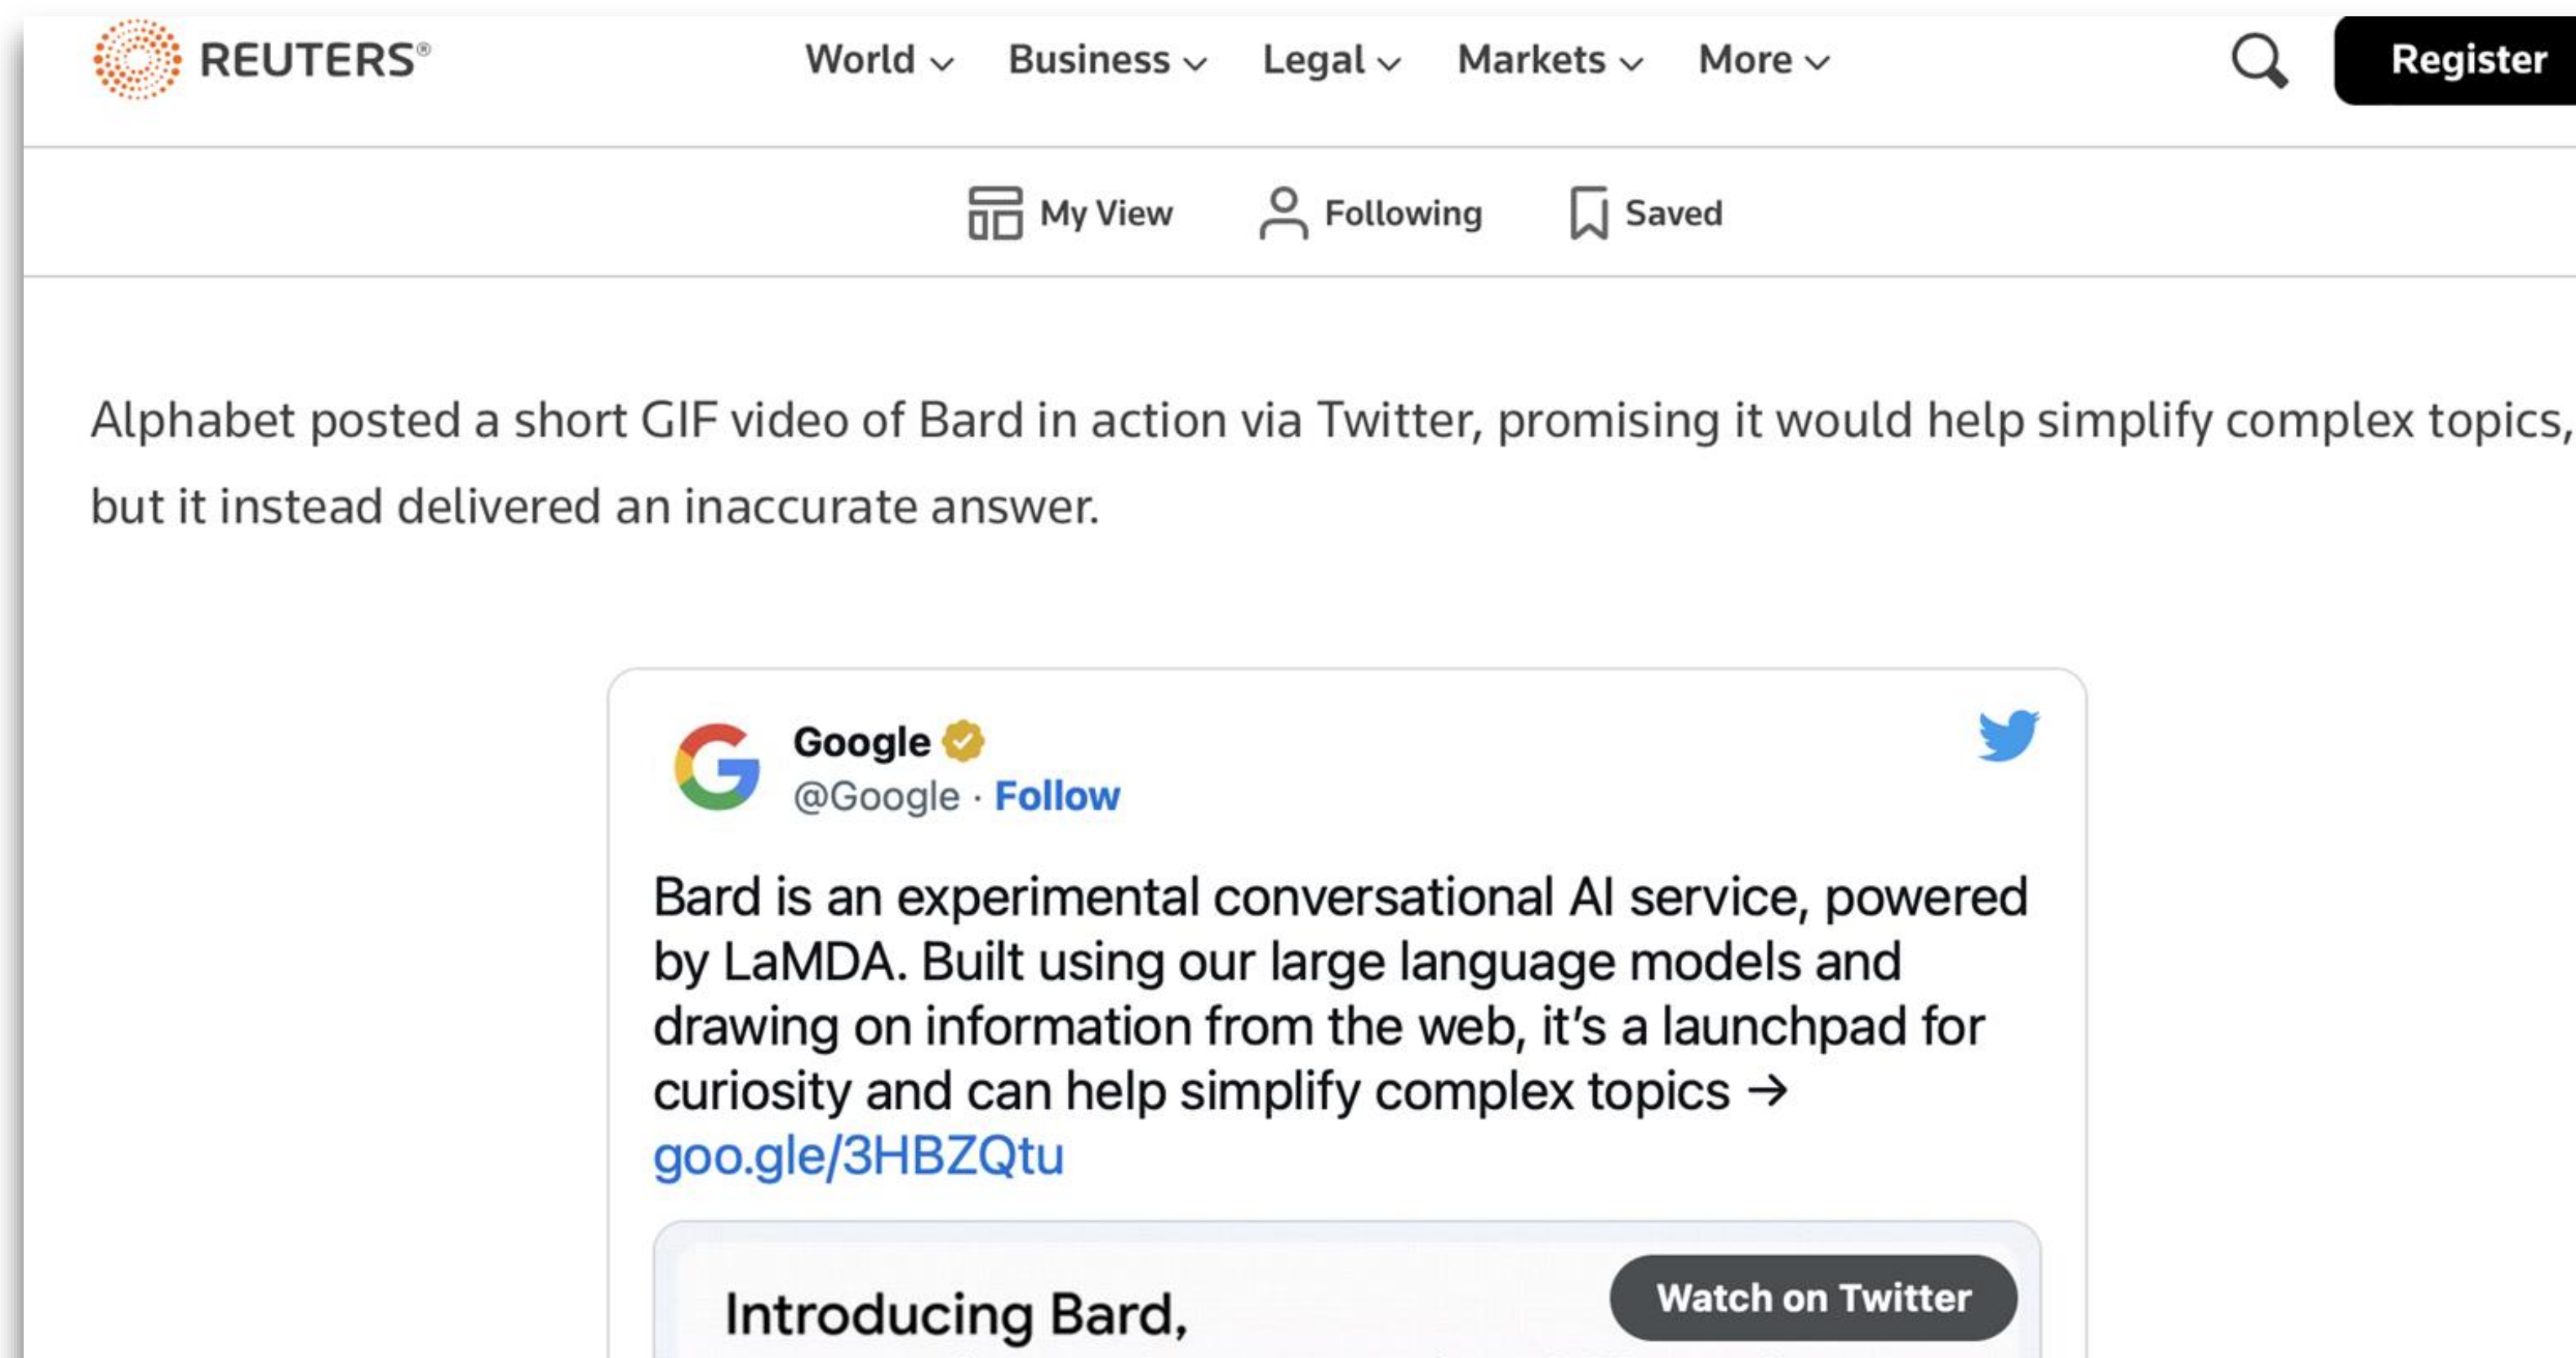 REUTERS®
World Business Legal Markets More Register
My View Following Saved
Alphabet posted a short GIF video of Bard in action via Twitter, promising it would help simplify complex topics,
but it instead delivered an inaccurate answer.
Google
@Google · Follow
Bard is an experimental conversational AI service, powered
by LaMDA. Built using our large language models and
drawing on information from the web, it’s a launchpad for
curiosity and can help simplify complex topics →
goo.gle/3HBZQtu
Introducing Bard,
Watch on Twitter